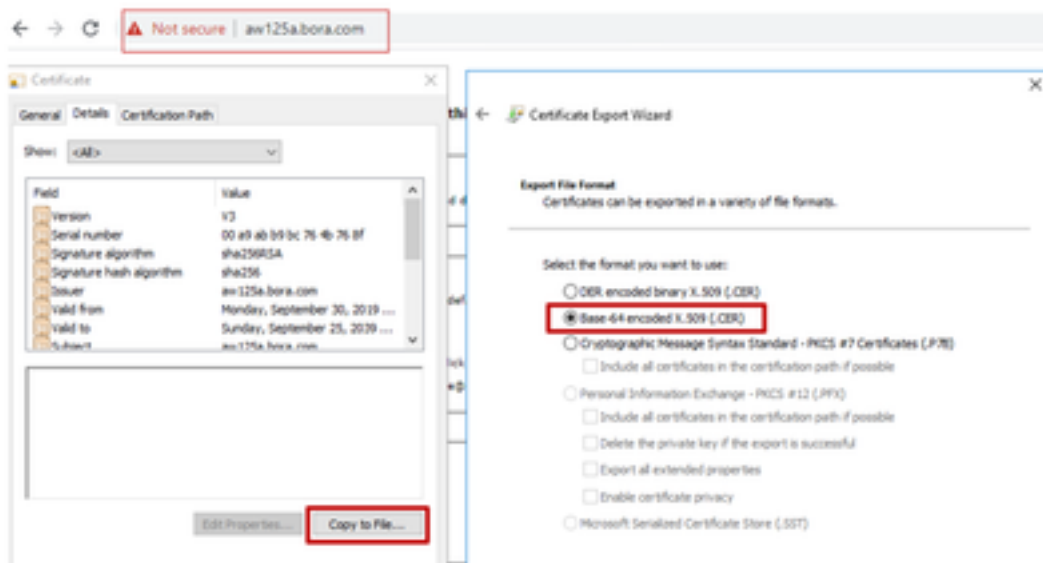 Not secure | aw125a.bora.com
Certificate
General Details Certification Path
Show: <All>
Field Value
Version V3
Serial number 00 a9 ab b9 bc 76 4b 76 8f
Signature algorithm sha256RSA
Signature hash algorithm sha256
Issuer aw125a.bora.com
Valid from Monday, September 30, 2019 ...
Valid to Sunday, September 25, 2039 ...
Subject aw125a.bora.com
Edit Properties...
Copy to File...
Certificate Export Wizard
Export File Format
Certificates can be exported in a variety of file formats.
Select the format you want to use:
DER encoded binary X.509 (.CER)
Base-64 encoded X.509 (.CER)
Cryptographic Message Syntax Standard - PKCS #7 Certificates (.P7B)
Include all certificates in the certification path if possible
Personal Information Exchange - PKCS #12 (.PFX)
Include all certificates in the certification path if possible
Delete the private key if the export is successful
Export all extended properties
Enable certificate privacy
Microsoft Serialized Certificate Store (.SST)